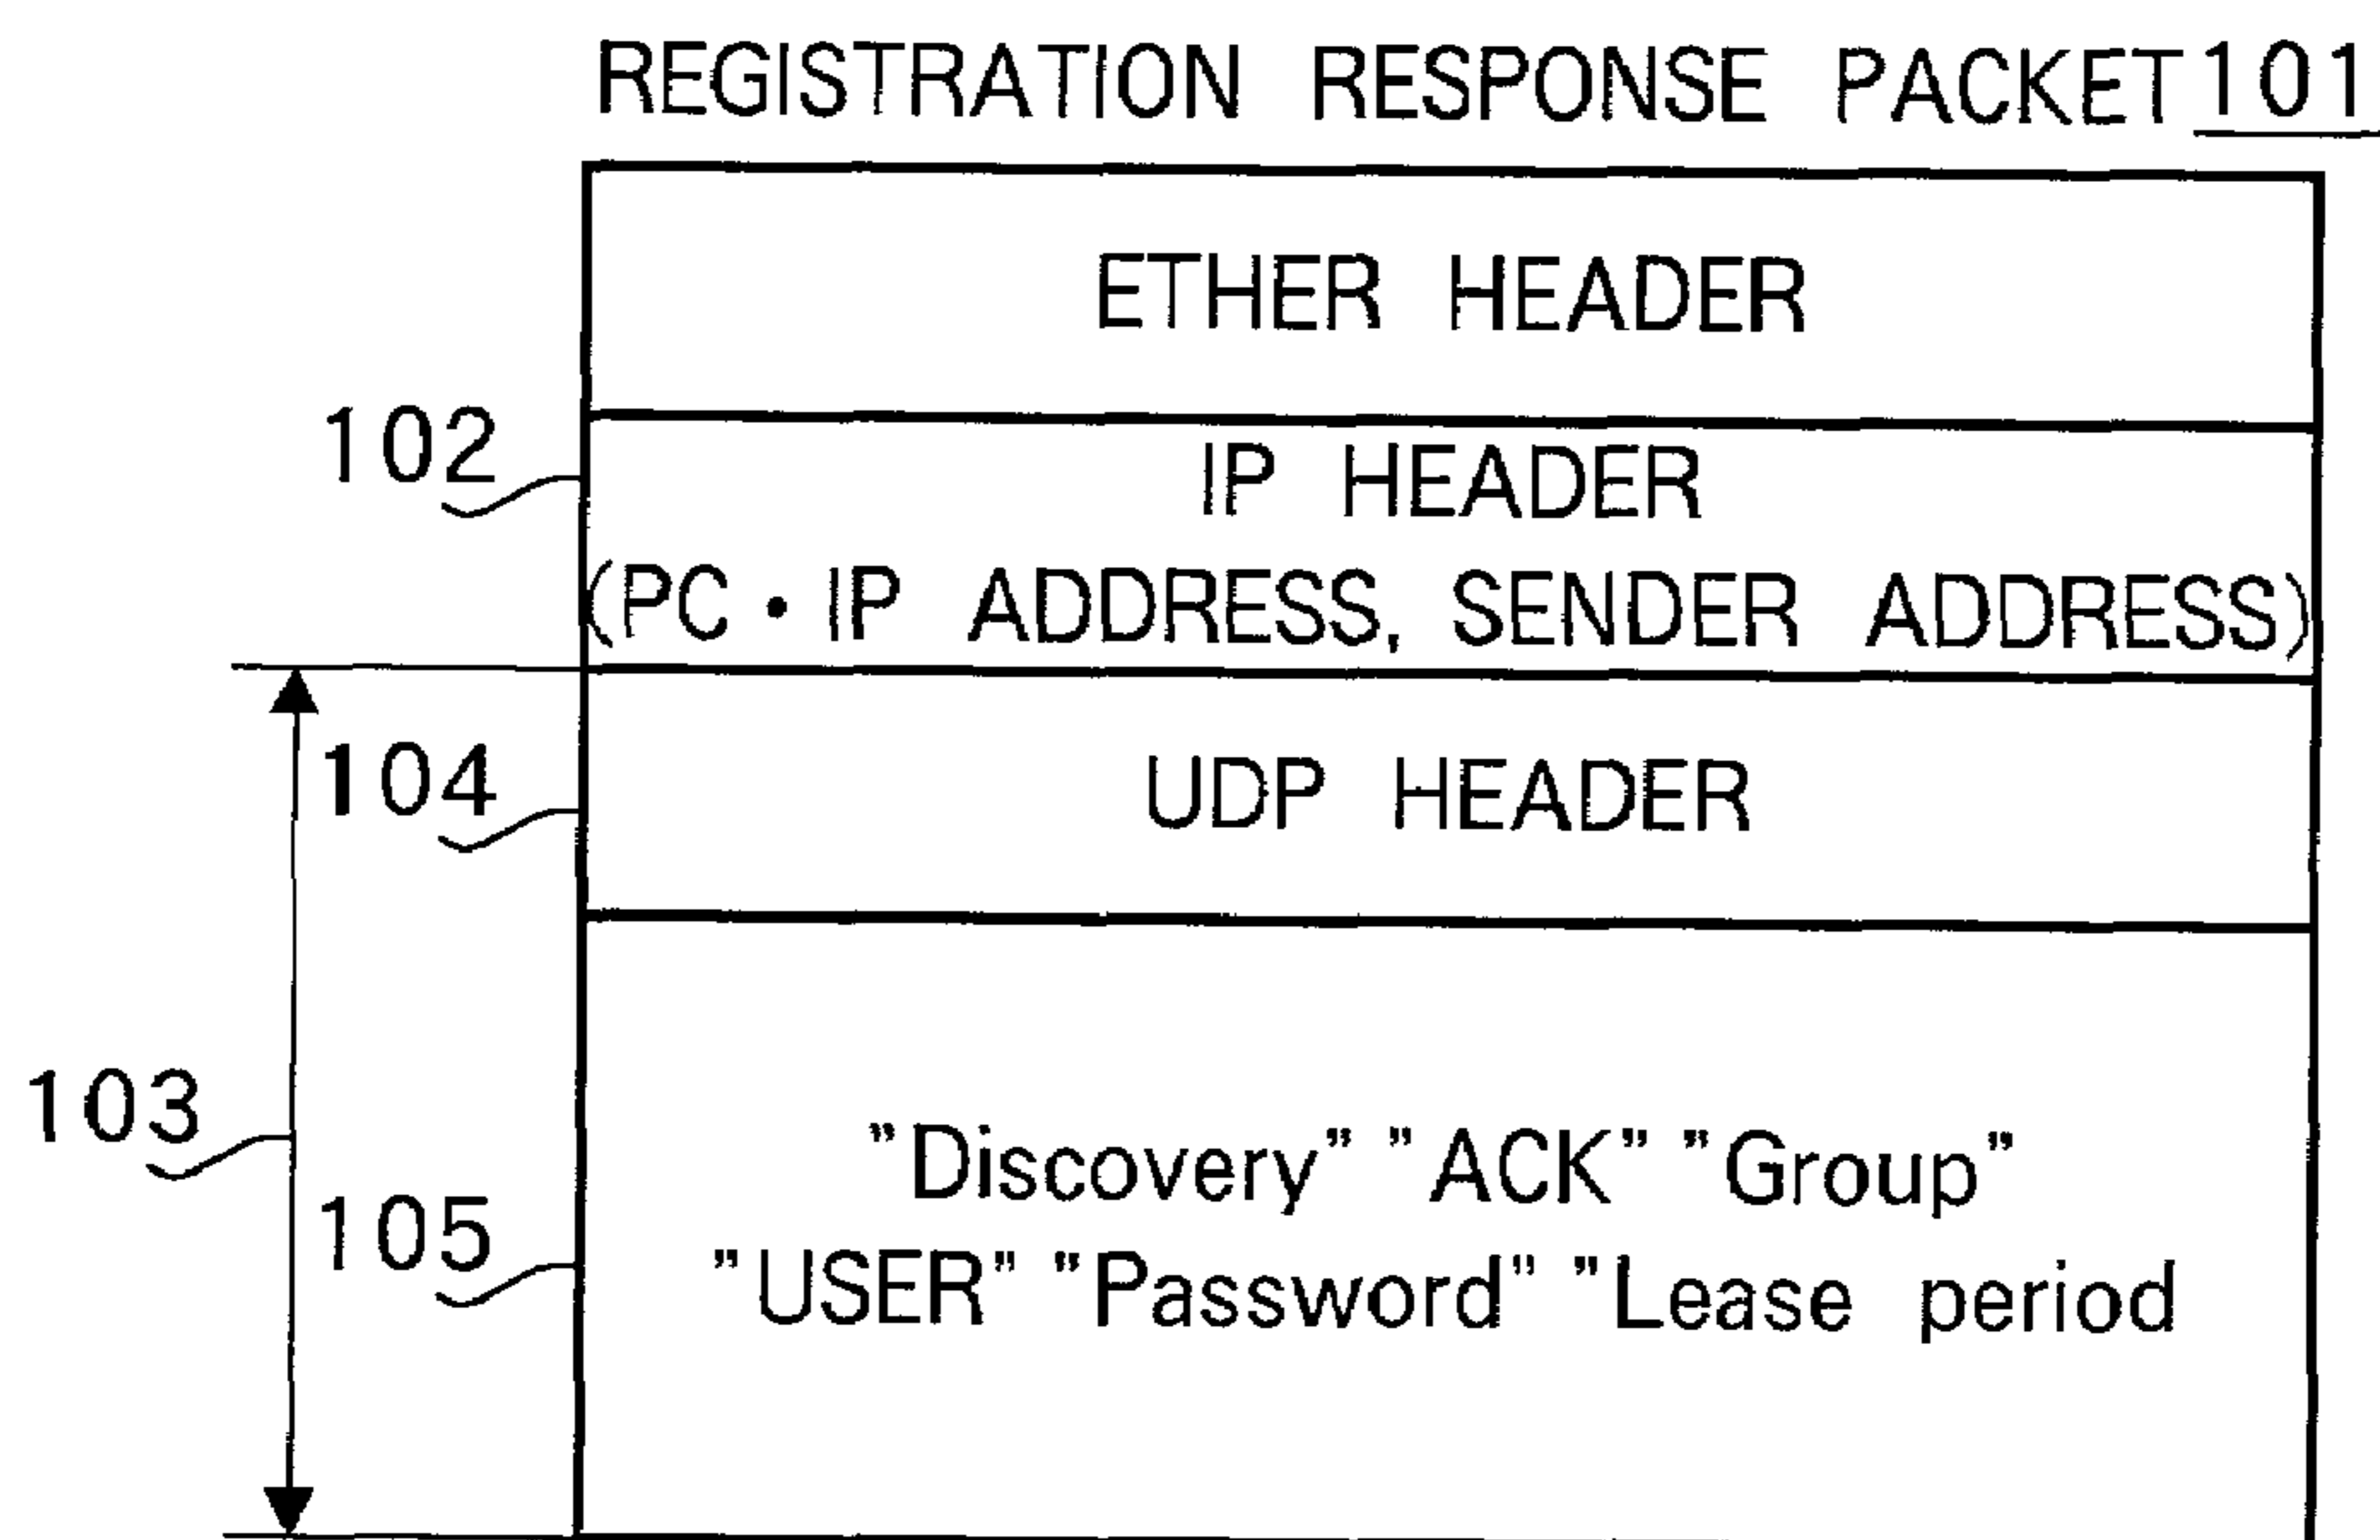 REGISTRATION RESPONSE PACKET 101
ETHER HEADER
102
IP HEADER
(PC・IP ADDRESS, SENDER ADDRESS)
104
UDP HEADER
103
105
"Discovery" "ACK" "Group"
"USER" "Password" "Lease period